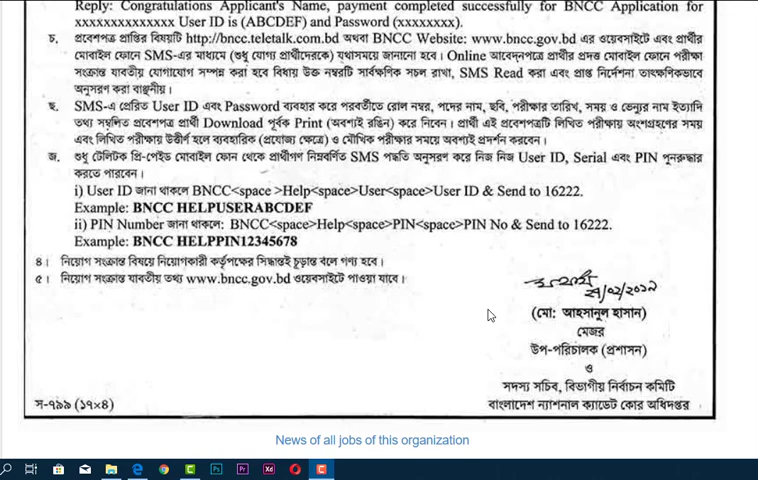 Reply: Congratulations Applicant's Name, payment completed successfully for BNCC Application for
xxxxxxxxxxxxxx User ID is (ABCDEF) and Password (xxxxxxxx).
চ. প্রবেশপত্র প্রাপ্তির বিষয়টি http://bncc.teletalk.com.bd অথবা BNCC Website: www.bncc.gov.bd এর ওয়েবসাইটে এবং প্রার্থীর
মোবাইল ফোনে SMS-এর মাধ্যমে (শুধু যোগ্য প্রার্থীদেরকে) যথাসময়ে জানানো হবে। Online আবেদনপত্রে প্রার্থীর প্রদত্ত মোবাইল ফোনে পরীক্ষা
সংক্রান্ত যাবতীয় যোগাযোগ সম্পন্ন করা হবে বিধায় উক্ত নম্বরটি সার্বক্ষণিক সচল রাখা, SMS Read করা এবং প্রাপ্ত নির্দেশনা তাৎক্ষণিকভাবে
অনুসরণ করা বাঞ্ছনীয়।
ছ. SMS-এ প্রেরিত User ID এবং Password ব্যবহার করে পরবর্তীতে রোল নম্বর, পদের নাম, ছবি, পরীক্ষার তারিখ, সময় ও ভেন্যুর নাম ইত্যাদি
তথ্য সম্বলিত প্রবেশপত্র প্রার্থী Download পূর্বক Print (অবশ্যই রঙিন) করে নিবেন। প্রার্থী এই প্রবেশপত্রটি লিখিত পরীক্ষায় অংশগ্রহণের সময়
এবং লিখিত পরীক্ষায় উত্তীর্ণ হলে ব্যবহারিক (প্রযোজ্য ক্ষেত্রে) ও মৌখিক পরীক্ষার সময়ে অবশ্যই প্রদর্শন করবেন।
জ. শুধু টেলিটক প্রি-পেইড মোবাইল ফোন থেকে প্রার্থীগণ নিম্নবর্ণিত SMS পদ্ধতি অনুসরণ করে নিজ নিজ User ID, Serial এবং PIN পুনরুদ্ধার
করতে পারবেন।
i) User ID জানা থাকলে BNCC<space >Help<space>User<space>User ID & Send to 16222.
Example: BNCC HELPUSERABCDEF
ii) PIN Number জানা থাকলে: BNCC<space>Help<space>PIN<space>PIN No & Send to 16222.
Example: BNCC HELPPIN12345678
৪। নিয়োগ সংক্রান্ত বিষয়ে নিয়োগকারী কর্তৃপক্ষের সিদ্ধান্তই চূড়ান্ত বলে গণ্য হবে।
৫। নিয়োগ সংক্রান্ত যাবতীয় তথ্য www.bncc.gov.bd ওয়েবসাইটে পাওয়া যাবে।
(মো: আহসানুল হাসান)
মেজর
উপ-পরিচালক (প্রশাসন)
ও
সদস্য সচিব, বিভাগীয় নির্বাচন কমিটি
বাংলাদেশ ন্যাশনাল ক্যাডেট কোর অধিদপ্তর
স-৭৯৯ (১৭×৪)
News of all jobs of this organization